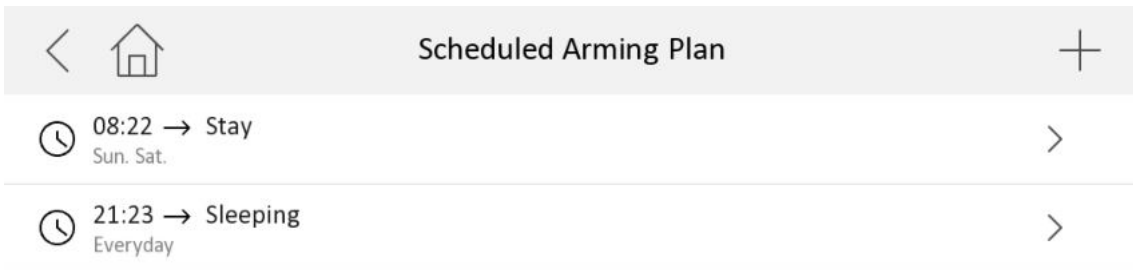 Scheduled Arming Plan
08:22 → Stay
Sun. Sat.
21:23 → Sleeping
Everyday